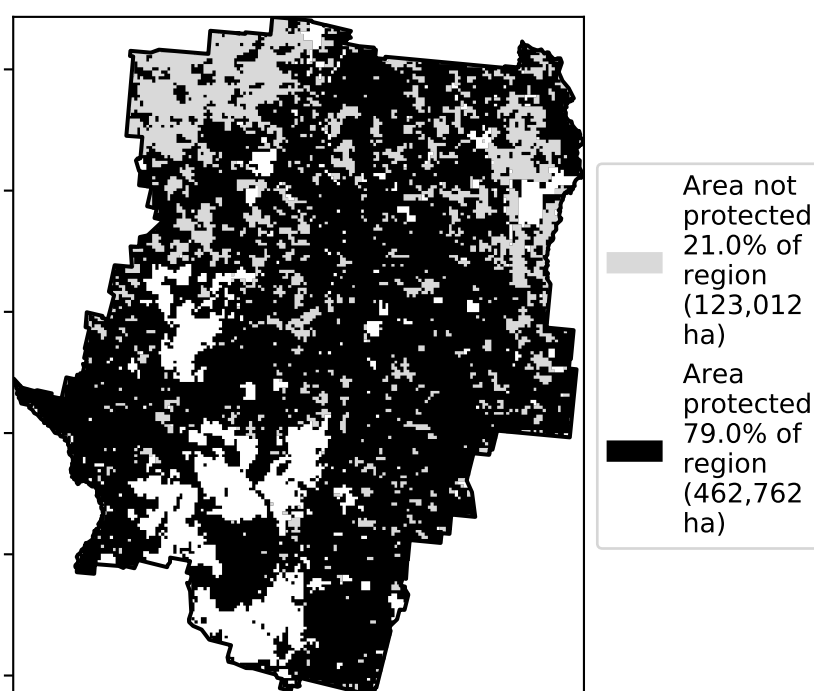 Area not
protected
21.0% of
region
(123,012
ha)
Area
protected
79.0% of
region
(462,762
ha)